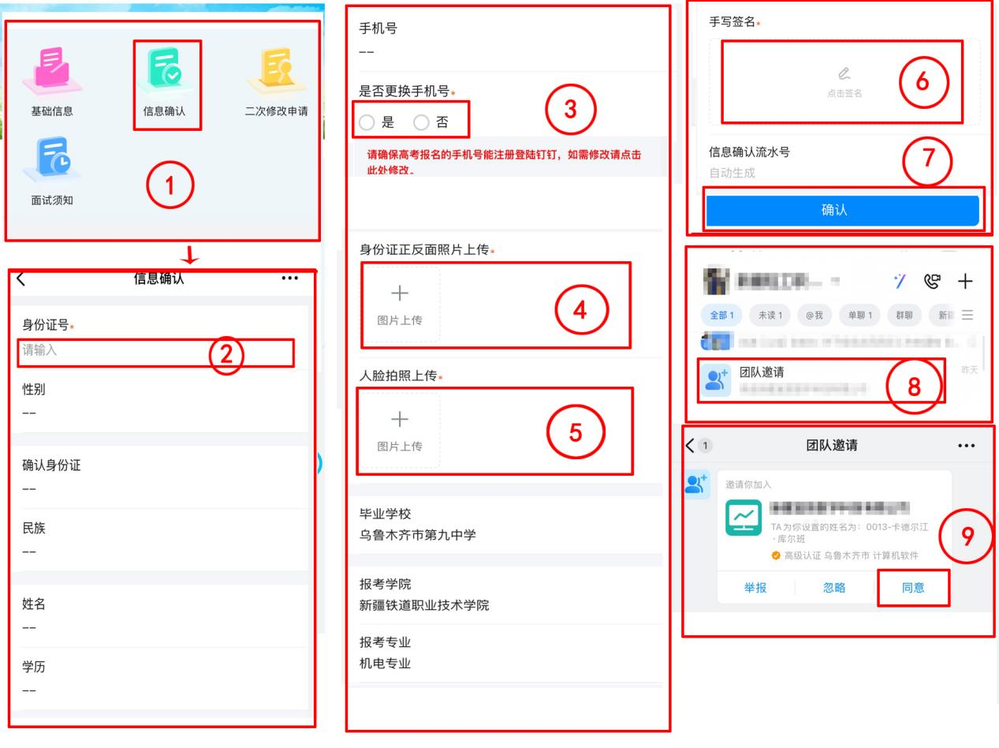 基础信息
信息确认
二次修改申请
面试须知
1
信息确认
身份证号*
请输入
2
性别
--
确认身份证
--
民族
--
姓名
--
学历
--
手机号
--
是否更换手机号*
是 否
3
请确保高考报名的手机号能注册登陆钉钉，如需修改请点击
此处修改。
身份证正反面照片上传*
图片上传
4
人脸拍照上传*
图片上传
5
毕业学校
乌鲁木齐市第九中学
报考学院
新疆铁道职业技术学院
报考专业
机电专业
手写签名*
点击签名
6
信息确认流水号
自动生成
7
确认
全部 1 未读 1 @我 单聊 1 群聊
团队邀请
昨天
8
1 团队邀请
邀请你加入
TA为你设置的姓名为：0013-卡德尔江
·库尔班
高级认证 乌鲁木齐市 计算机软件
9
举报 忽略 同意